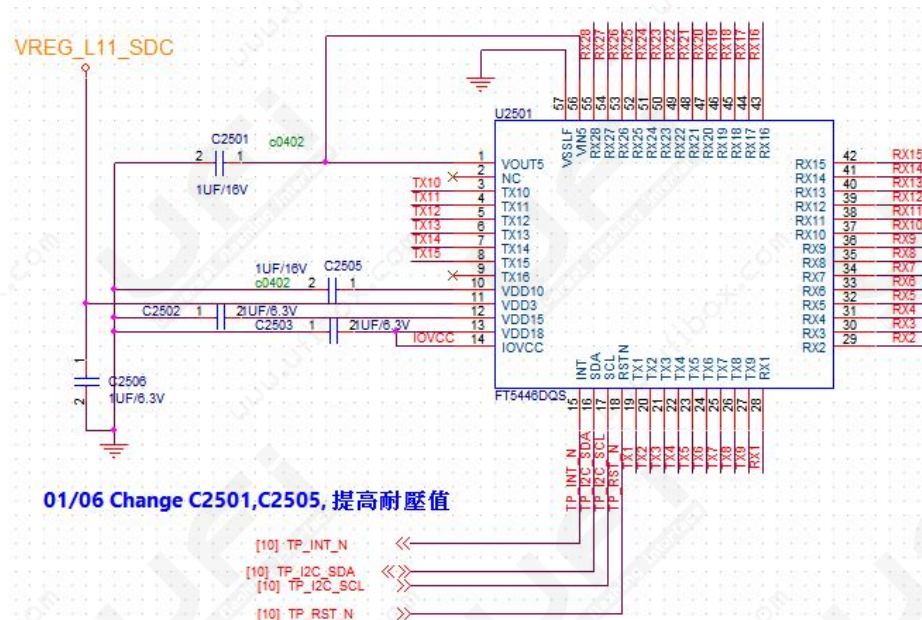 VREG_L11_SDC
RX28
RX27
RX26
RX25
RX24
RX23
RX22
RX21
RX20
RX19
RX18
RX17
RX16
57
56
55
54
53
52
51
50
49
48
47
46
45
44
43
U2501
VSSLF
VIN5
RX28
RX27
RX26
RX25
RX24
RX23
RX22
RX21
RX20
RX19
RX18
RX17
RX16
C2501 c0402
2 1
1UF/16V
1 VOUT5
2 NC
TX10 3 TX10
TX11 4 TX11
TX12 5 TX12
TX13 6 TX13
TX14 7 TX14
TX15 8 TX15
9 TX16
10 VDD10
11 VDD3
12 VDD15
13 VDD18
IOVCC 14 IOVCC
RX15 42 RX15
RX14 41 RX14
RX13 40 RX13
RX12 39 RX12
RX11 38 RX11
RX10 37 RX10
RX9 36 RX9
RX8 35 RX8
RX7 34 RX7
RX6 33 RX6
RX5 32 RX5
RX4 31 RX4
RX3 30 RX3
RX2 29 RX2
1UF/16V C2505
c0402 2 1
C2502 1 2 1UF/6.3V
C2503 1 2 1UF/6.3V
1
C2506
2 1UF/6.3V
INT
SDA
SCL
RSTN
TX1
TX2
TX3
TX4
TX5
TX6
TX7
TX8
TX9
RX1
FT5446DQS
15
16
17
18
19
20
21
22
23
24
25
26
27
28
TP_INT_N
TP_I2C_SDA
TP_I2C_SCL
TP_RST_N
TX1
TX2
TX3
TX4
TX5
TX6
TX7
TX8
TX9
RX1
01/06 Change C2501,C2505, 提高耐壓值
[10] TP_INT_N
[10] TP_I2C_SDA
[10] TP_I2C_SCL
[10] TP_RST_N